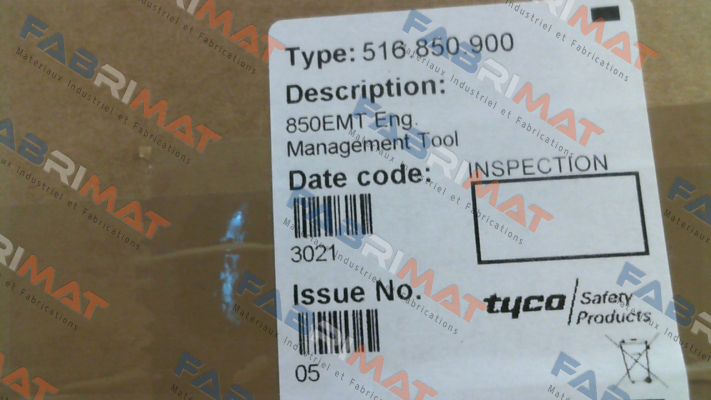 Type: 516.850.900
Description:
850EMT Eng.
Management Tool
Date code:
INSPECTION
3021
Issue No:
tyco Safety
Products
05
FABRIMAT
Materiaux Industriel et Fabrications